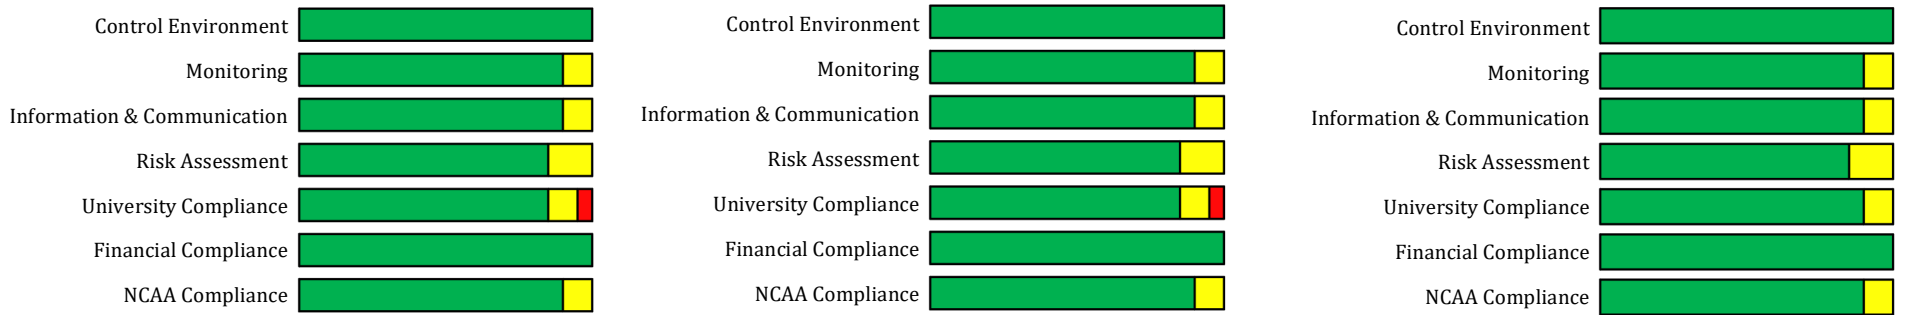 Control Environment
Monitoring
Information & Communication
Risk Assessment
University Compliance
Financial Compliance
NCAA Compliance
Control Environment
Monitoring
Information & Communication
Risk Assessment
University Compliance
Financial Compliance
NCAA Compliance
Control Environment
Monitoring
Information & Communication
Risk Assessment
University Compliance
Financial Compliance
NCAA Compliance